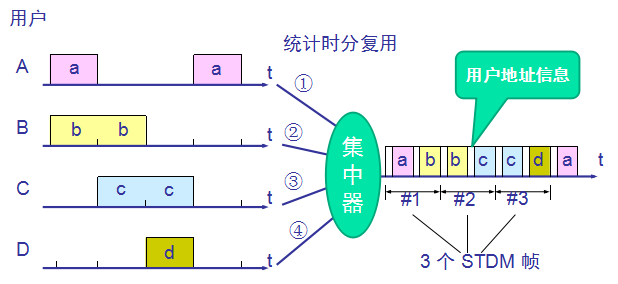 用户
统计时分复用
A a a t ①
B b b t ②
C c c t ③
D d t ④
集中器
用户地址信息
a b b c c d a t
#1 #2 #3
3 个 STDM 帧